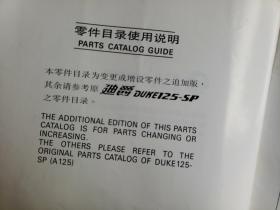 零件目录使用说明
PARTS CATALOG GUIDE
本零件目录为变更或增设零件之追加版，
其余请参考原 迪爵 DUKE125-SP
之零件目录。
THE ADDITIONAL EDITION OF THIS PARTS
CATALOG IS FOR PARTS CHANGING OR
INCREASING.
THE OTHERS PLEASE REFER TO THE
ORIGINAL PARTS CATALOG OF DUKE125-
SP (A125)